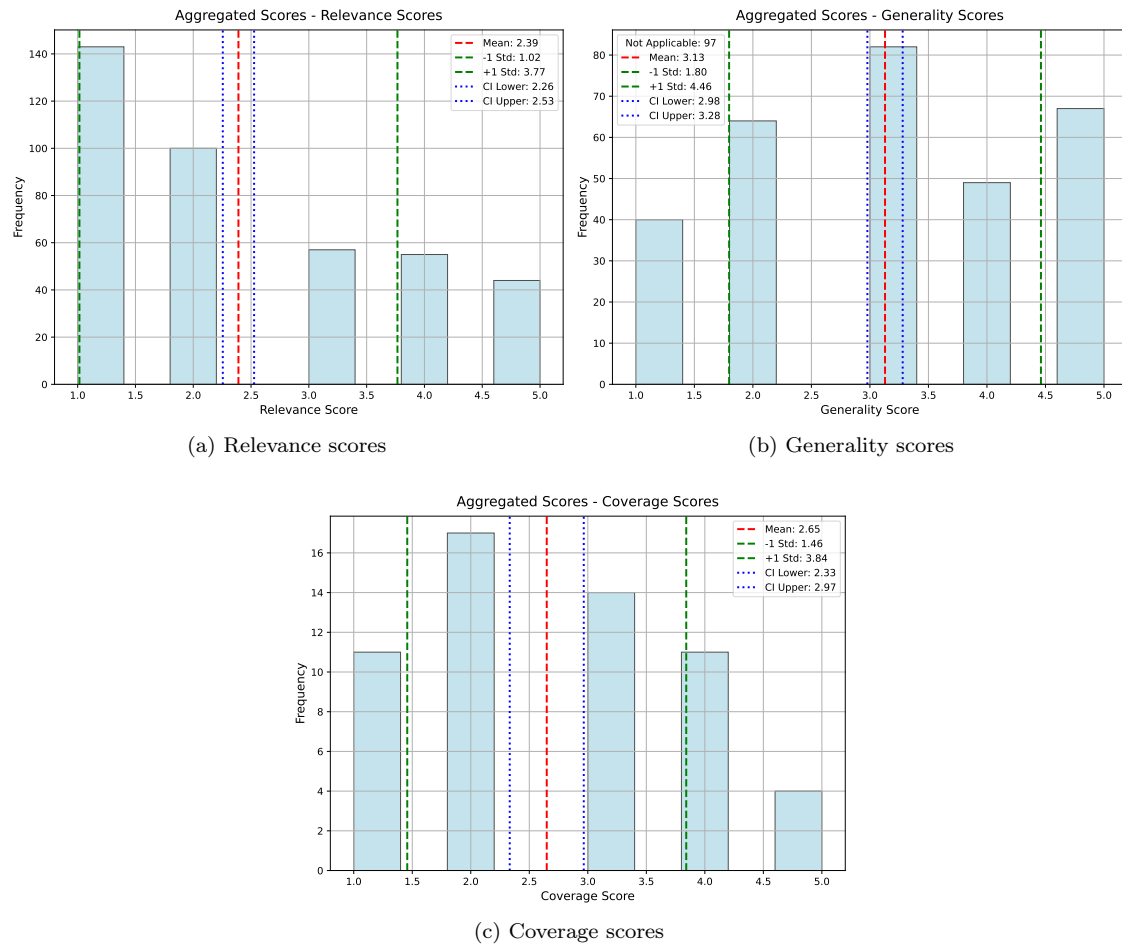 Aggregated Scores - Relevance Scores
Frequency
140
120
100
80
60
40
20
0
Mean: 2.39
-1 Std: 1.02
+1 Std: 3.77
CI Lower: 2.26
CI Upper: 2.53
1.0 1.5 2.0 2.5 3.0 3.5 4.0 4.5 5.0
Relevance Score
(a) Relevance scores
Aggregated Scores - Generality Scores
Frequency
80
70
60
50
40
30
20
10
0
Not Applicable: 97
Mean: 3.13
-1 Std: 1.80
+1 Std: 4.46
CI Lower: 2.98
CI Upper: 3.28
1.0 1.5 2.0 2.5 3.0 3.5 4.0 4.5 5.0
Generality Score
(b) Generality scores
Aggregated Scores - Coverage Scores
Frequency
16
14
12
10
8
6
4
2
0
Mean: 2.65
-1 Std: 1.46
+1 Std: 3.84
CI Lower: 2.33
CI Upper: 2.97
1.0 1.5 2.0 2.5 3.0 3.5 4.0 4.5 5.0
Coverage Score
(c) Coverage scores